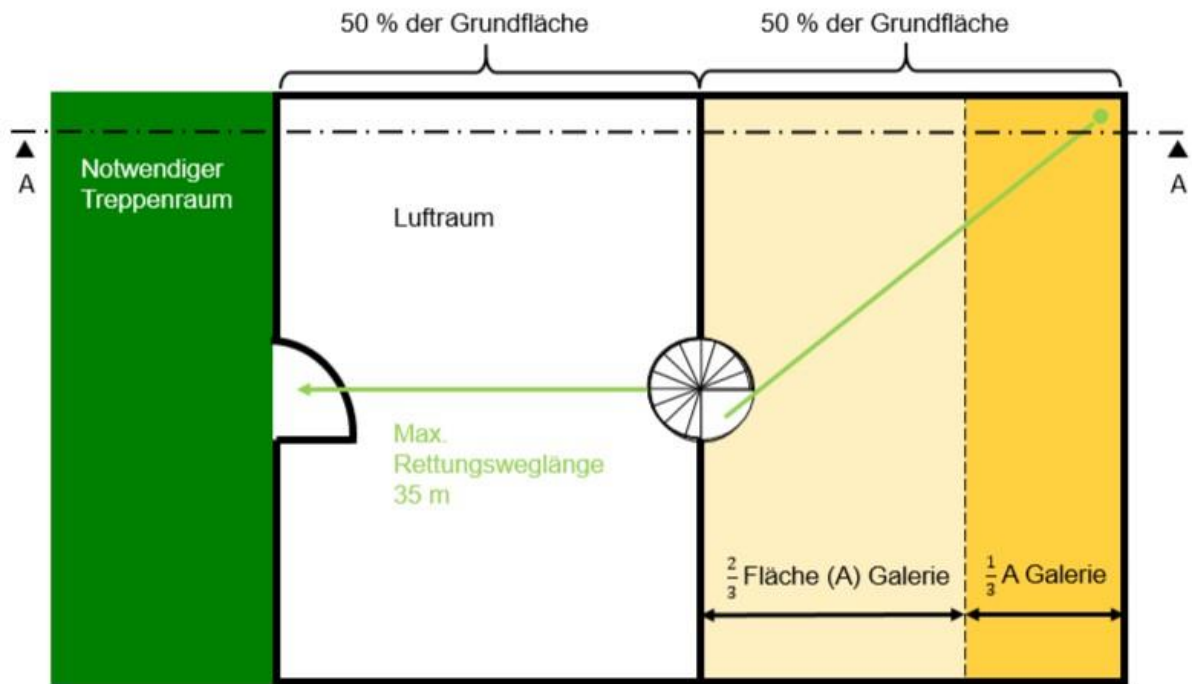 50 % der Grundfläche
50 % der Grundfläche
A
Notwendiger
Treppenraum
Luftraum
A
Max.
Rettungsweglänge
35 m
2/3 Fläche (A) Galerie
1/3 A Galerie